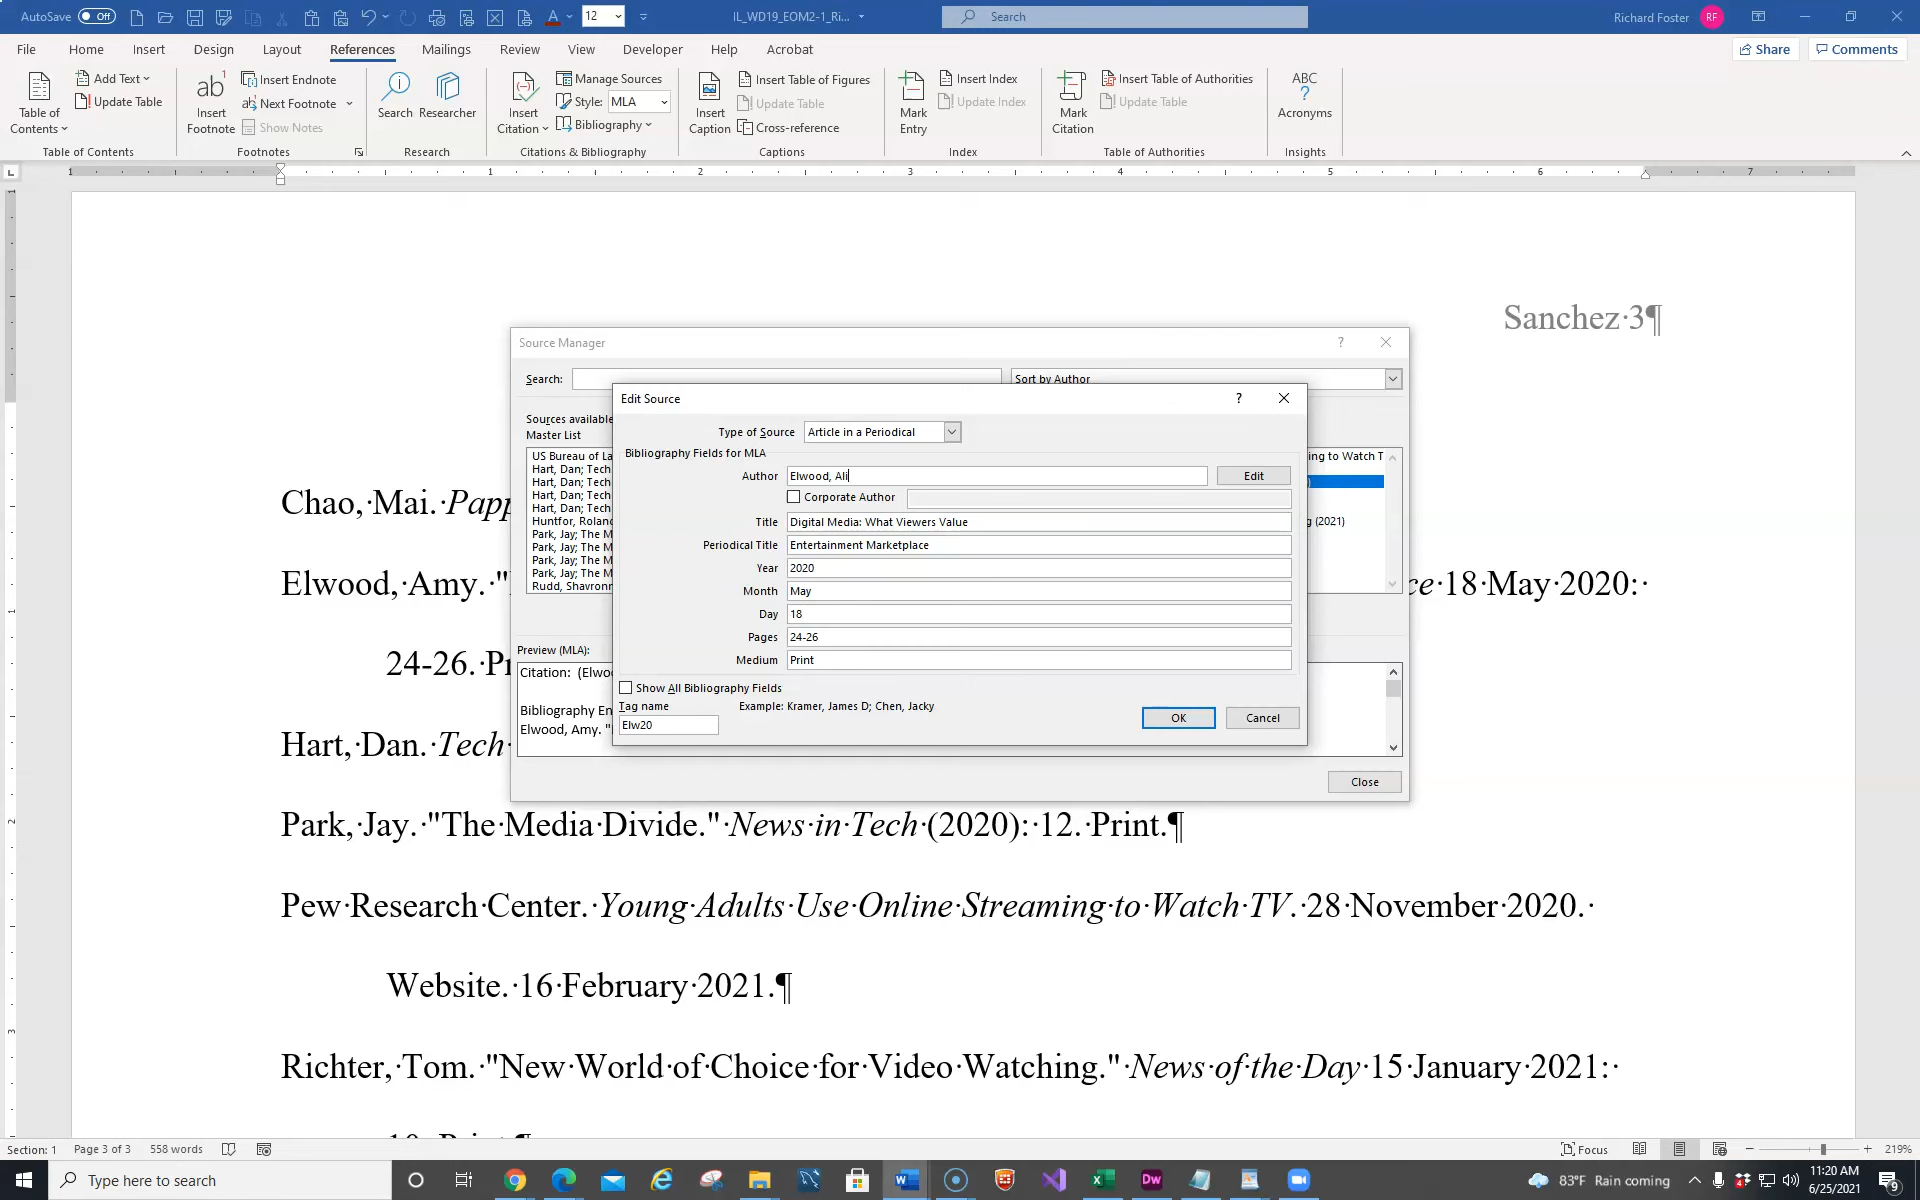 AutoSave Off 12 IL_WD19_EOM2-1_Ri... Search Richard Foster RF
File Home Insert Design Layout References Mailings Review View Developer Help Acrobat Share Comments
Table of Contents Add Text Update Table
Table of Contents
ab Insert Footnote Insert Endnote Next Footnote Show Notes
Footnotes
Search Researcher
Research
Insert Citation Manage Sources Style: MLA Bibliography
Citations & Bibliography
Insert Caption Insert Table of Figures Update Table Cross-reference
Captions
Mark Entry Insert Index Update Index
Index
Mark Citation Insert Table of Authorities Update Table
Table of Authorities
ABC ? Acronyms
Insights
1 1 2 3 4 5 6 7
Sanchez·3¶
Source Manager ?
Search: Sort by Author
Sources available
Master List
US Bureau of La
Hart, Dan; Tech
Hart, Dan; Tech
Hart, Dan; Tech
Hart, Dan; Tech
Huntfor, Rolanc
Park, Jay; The M
Park, Jay; The M
Park, Jay; The M
Park, Jay; The M
Rudd, Shavronn
ing to Watch T
)
g (2021)
Preview (MLA):
Citation: (Elwoo
Bibliography En
Elwood, Amy. "
Close
Edit Source ?
Type of Source Article in a Periodical
Bibliography Fields for MLA
Author Elwood, Ali Edit
Corporate Author
Title Digital Media: What Viewers Value
Periodical Title Entertainment Marketplace
Year 2020
Month May
Day 18
Pages 24-26
Medium Print
Show All Bibliography Fields
Tag name Example: Kramer, James D; Chen, Jacky
Elw20 OK Cancel
Chao,·Mai.·Papp
Elwood,·Amy.·" ce·18·May·2020:·
24-26.·Pr
Hart,·Dan.·Tech·
Park,·Jay.·"The·Media·Divide."·News·in·Tech·(2020):·12.·Print.¶
Pew·Research·Center.·Young·Adults·Use·Online·Streaming·to·Watch·TV.·28·November·2020.·
Website.·16·February·2021.¶
Richter,·Tom.·"New·World·of·Choice·for·Video·Watching."·News·of·the·Day·15·January·2021:·
Section: 1 Page 3 of 3 558 words Focus 219%
Type here to search 83°F Rain coming 11:20 AM
6/25/2021